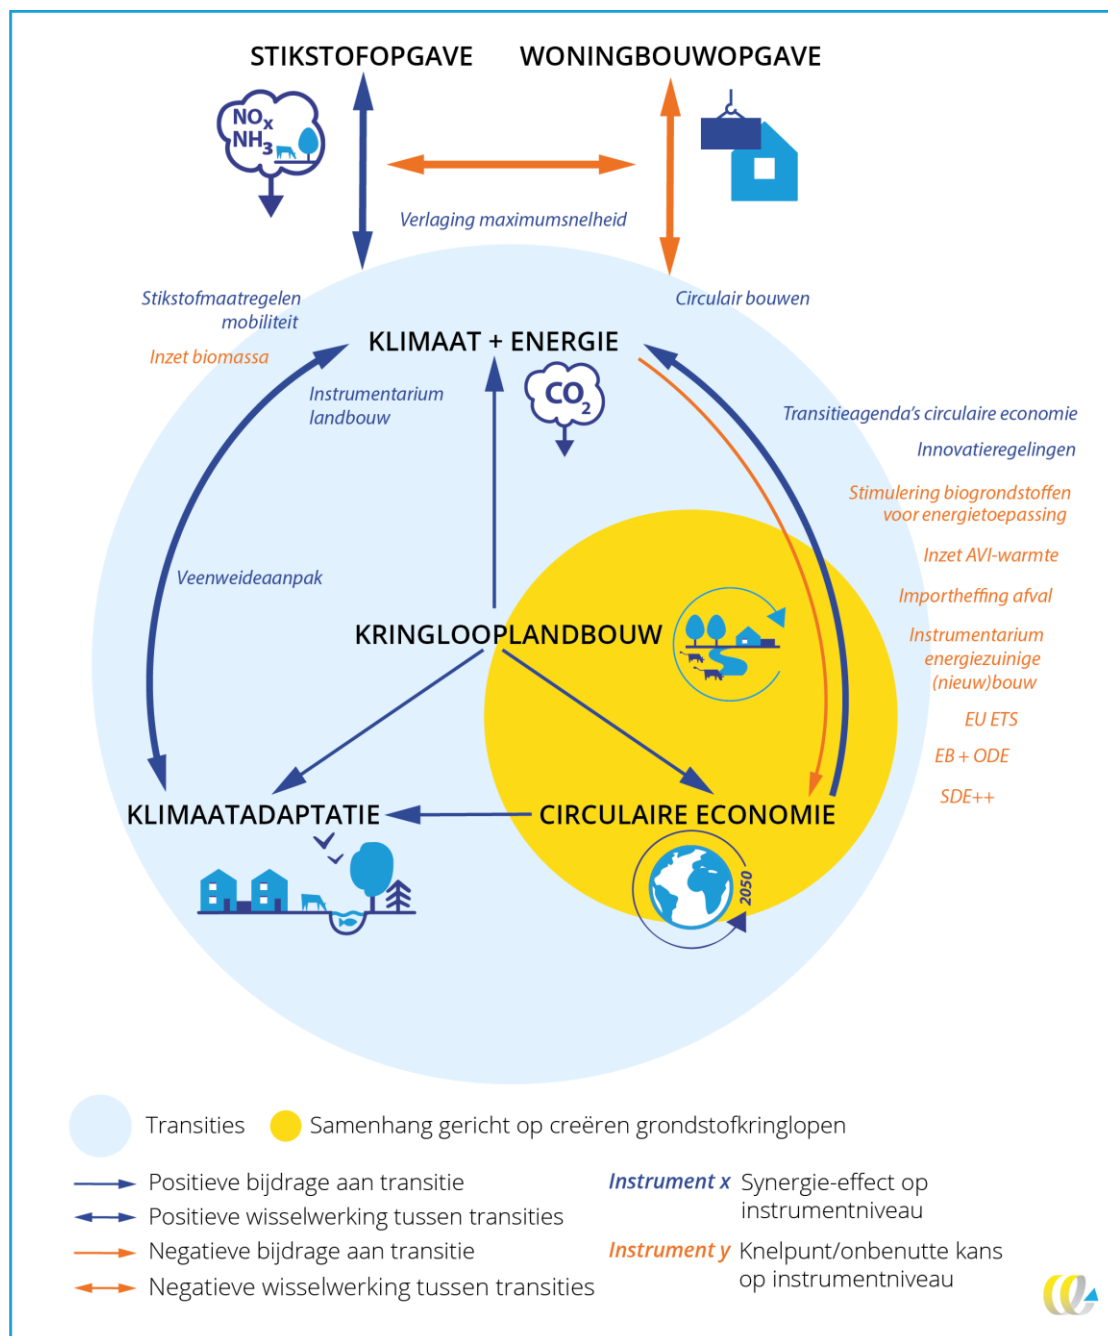 STIKSTOFOPGAVE
WONINGBOUWOPGAVE
NOx
NH3
Verlaging maximumsnelheid
Stikstofmaatregelen
mobiliteit
Inzet biomassa
Circulair bouwen
KLIMAAT + ENERGIE
Instrumentarium
landbouw
CO2
Transitieagenda's circulaire economie
Innovatieregelingen
Stimulering biogrondstoffen
voor energietoepassing
Inzet AVI-warmte
Importheffing afval
Instrumentarium
energiezuinige
(nieuw)bouw
EU ETS
EB + ODE
SDE++
Veenweideaanpak
KRINGLOOPLANDBOUW
KLIMAATADAPTATIE
CIRCULAIRE ECONOMIE
2050
Transities
Samenhang gericht op creëren grondstofkringlopen
Positieve bijdrage aan transitie
Positieve wisselwerking tussen transities
Negatieve bijdrage aan transitie
Negatieve wisselwerking tussen transities
Instrument x Synergie-effect op
instrumentniveau
Instrument y Knelpunt/onbenutte kans
op instrumentniveau